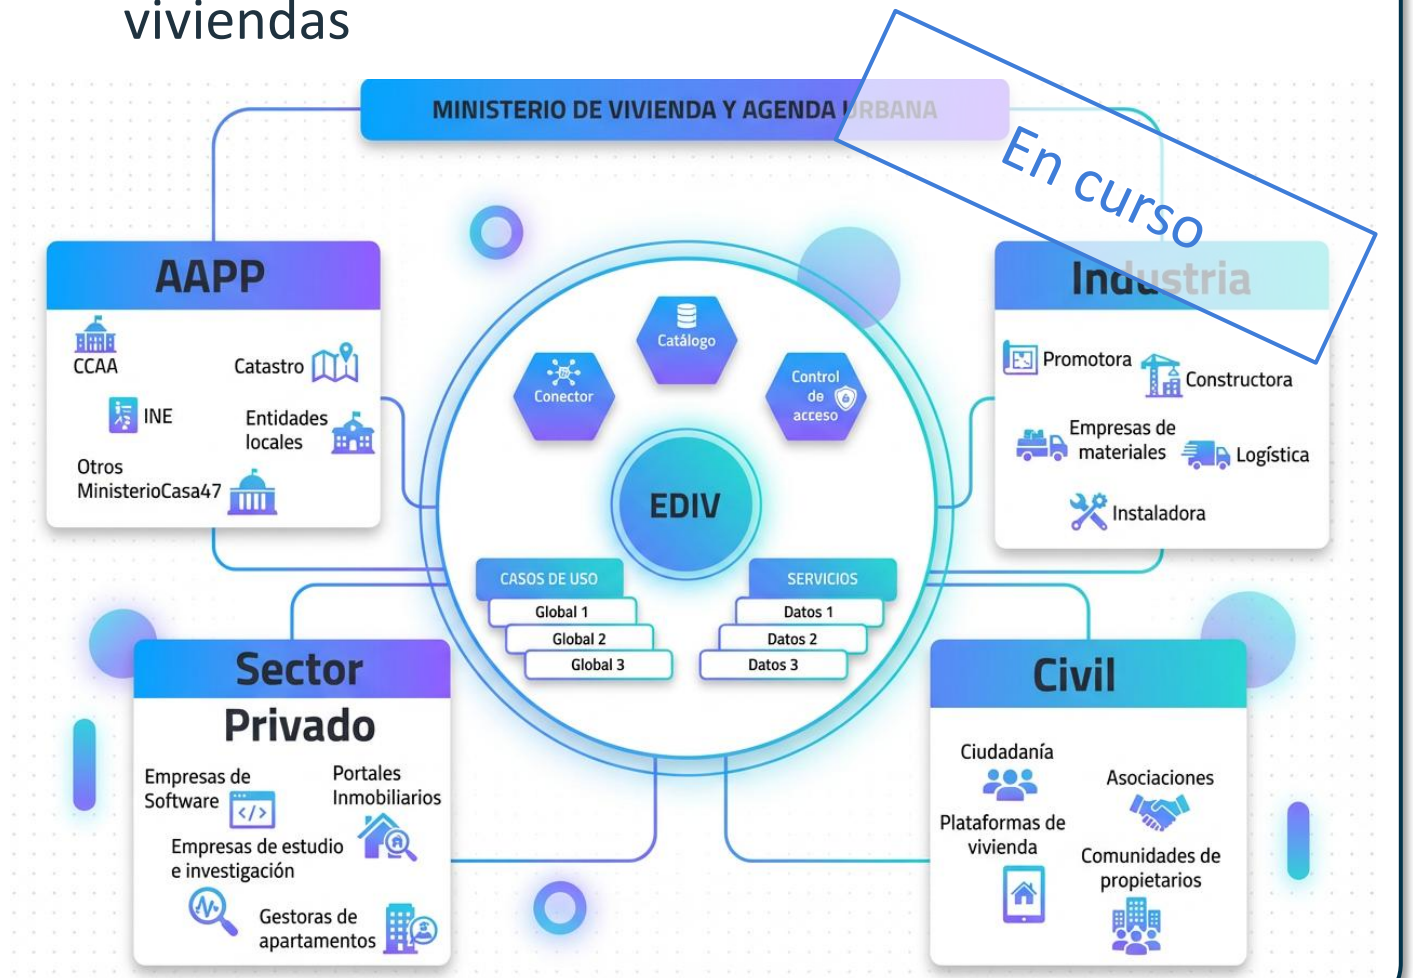 viviendas
MINISTERIO DE VIVIENDA Y AGENDA URBANA
En curso
AAPP
CCAA
Catastro
INE
Entidades
locales
Otros
MinisterioCasa47
Industria
Promotora
Constructora
Empresas de
materiales
Logística
Instaladora
Catálogo
Conector
Control
de
acceso
EDIV
CASOS DE USO
Global 1
Global 2
Global 3
SERVICIOS
Datos 1
Datos 2
Datos 3
Sector
Privado
Empresas de
Software
</>
Portales
Inmobiliarios
Empresas de estudio
e investigación
Gestoras de
apartamentos
Civil
Ciudadanía
Asociaciones
Plataformas de
vivienda
Comunidades de
propietarios